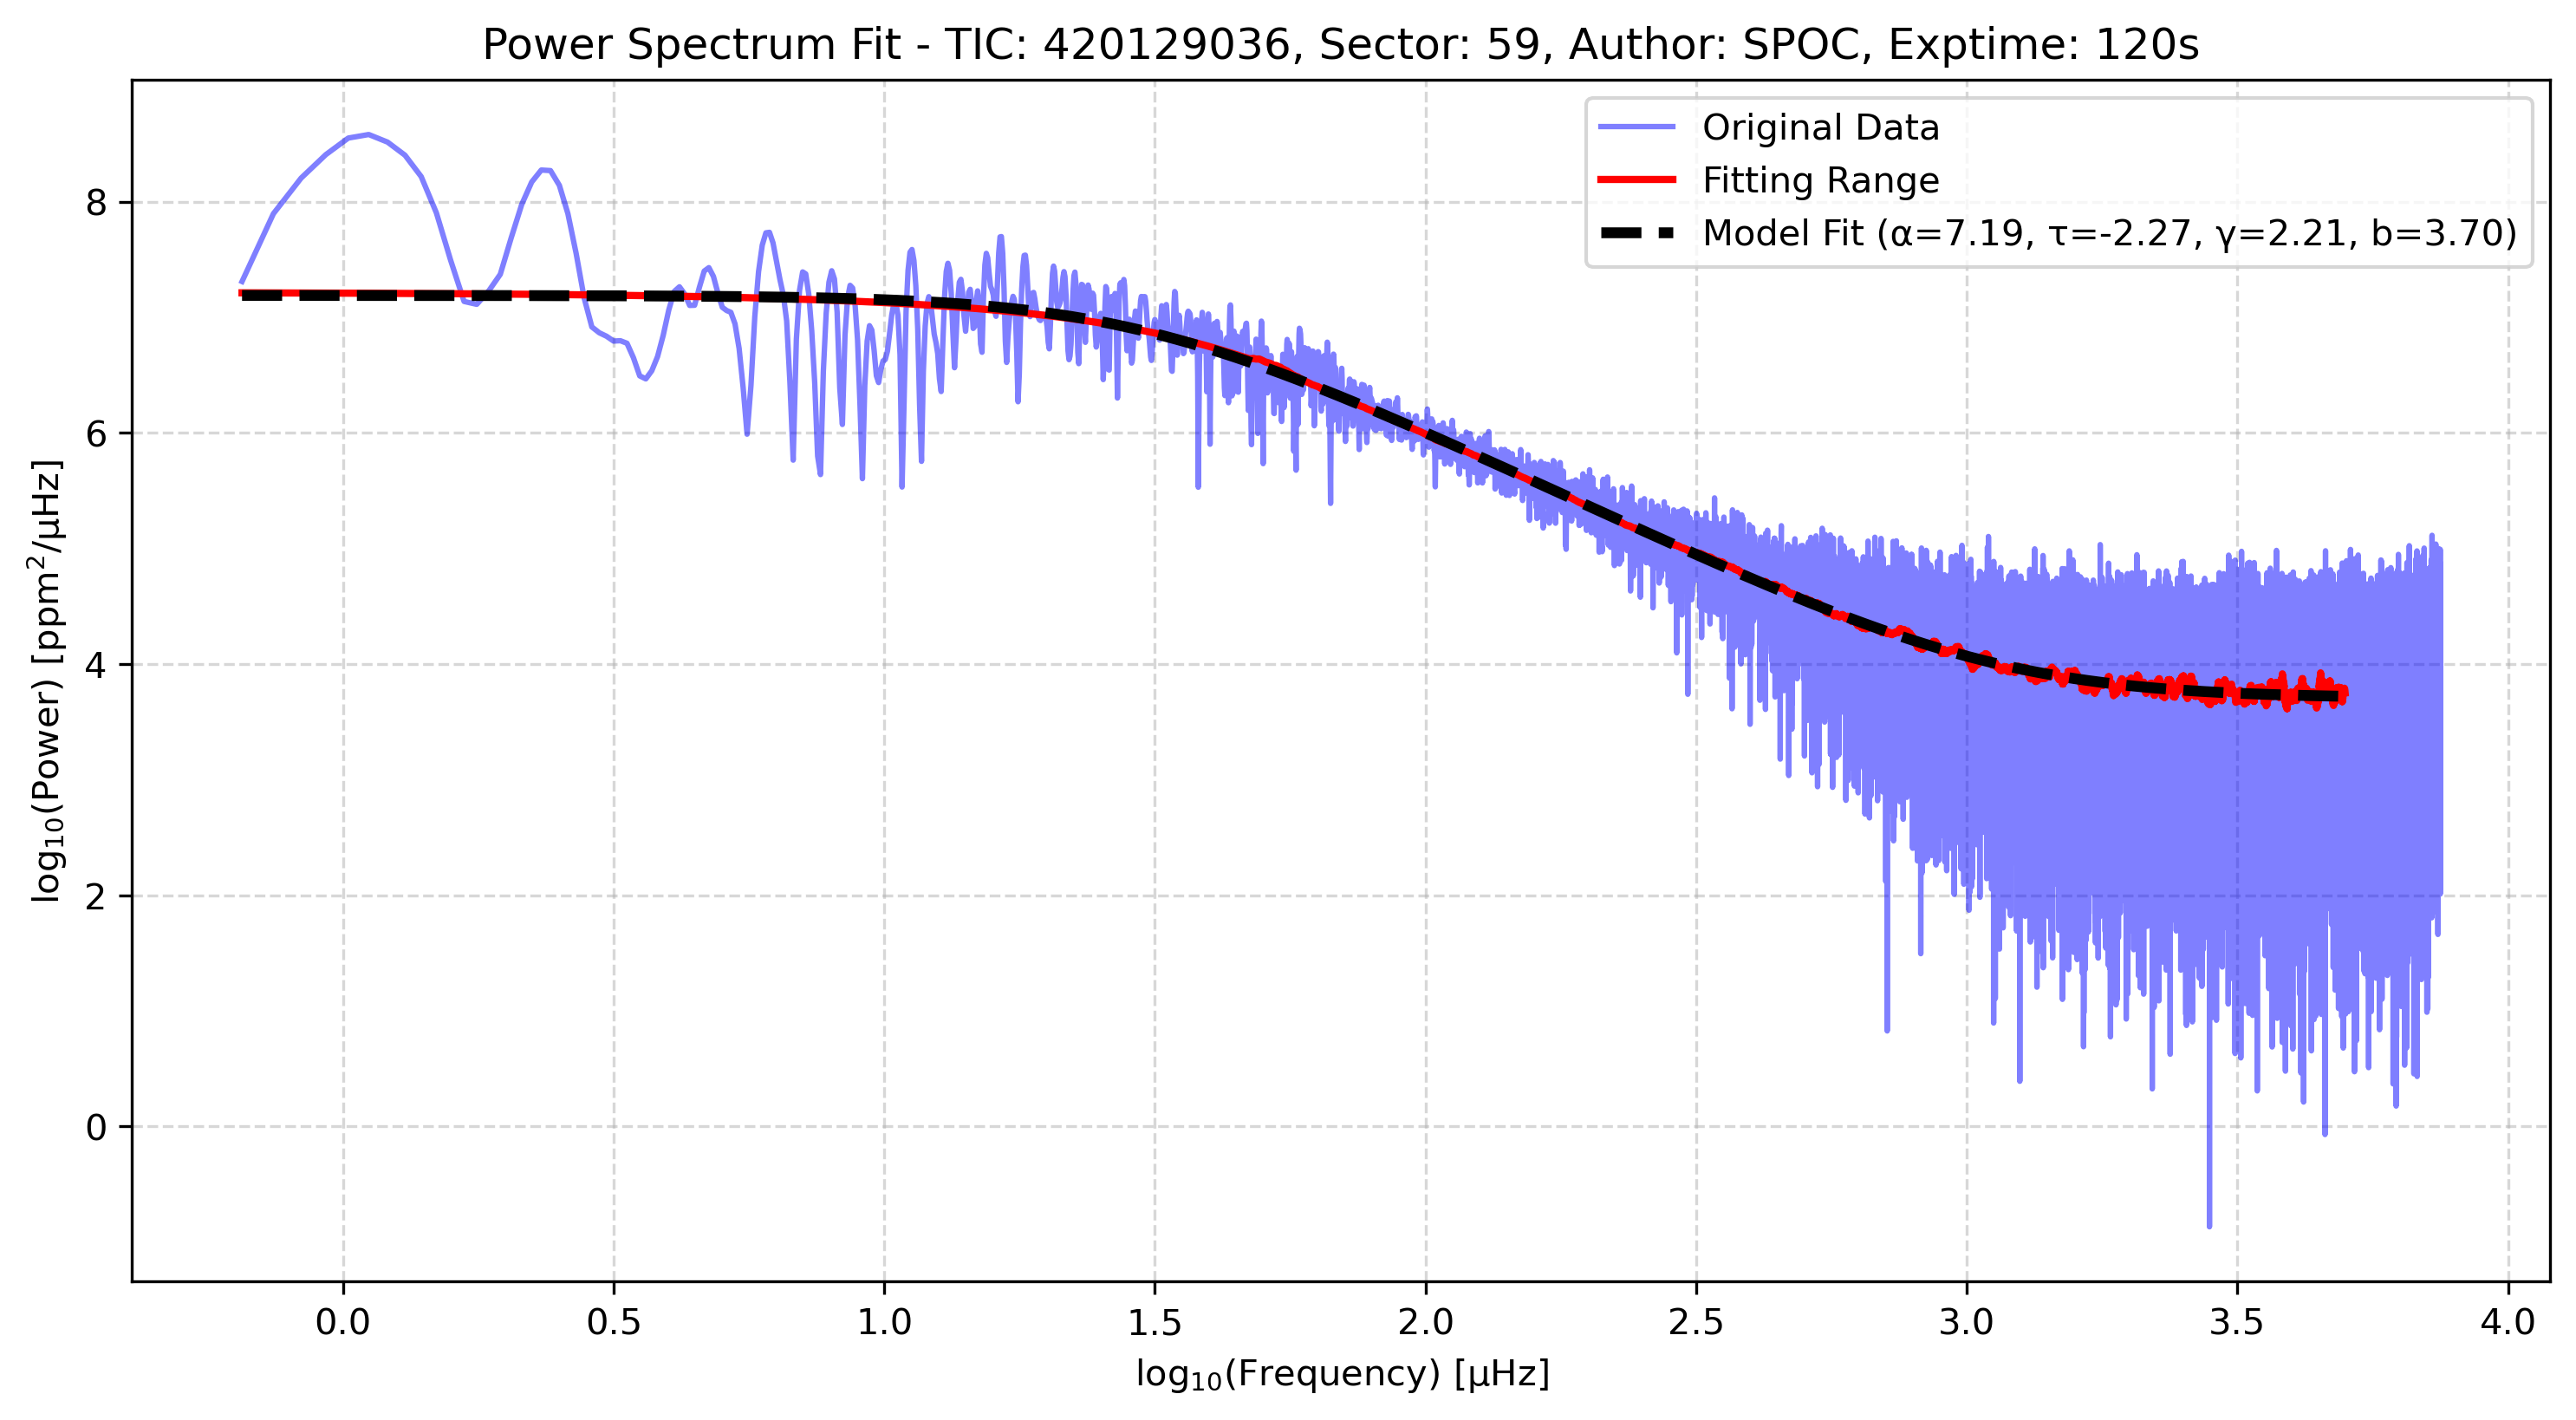 Power Spectrum Fit - TIC: 420129036, Sector: 59, Author: SPOC, Exptime: 120s
Original Data
Fitting Range
Model Fit (α=7.19, τ=-2.27, γ=2.21, b=3.70)
log₁₀(Power) [ppm²/μHz]
8
6
4
2
0
0.0 0.5 1.0 1.5 2.0 2.5 3.0 3.5 4.0
log₁₀(Frequency) [μHz]